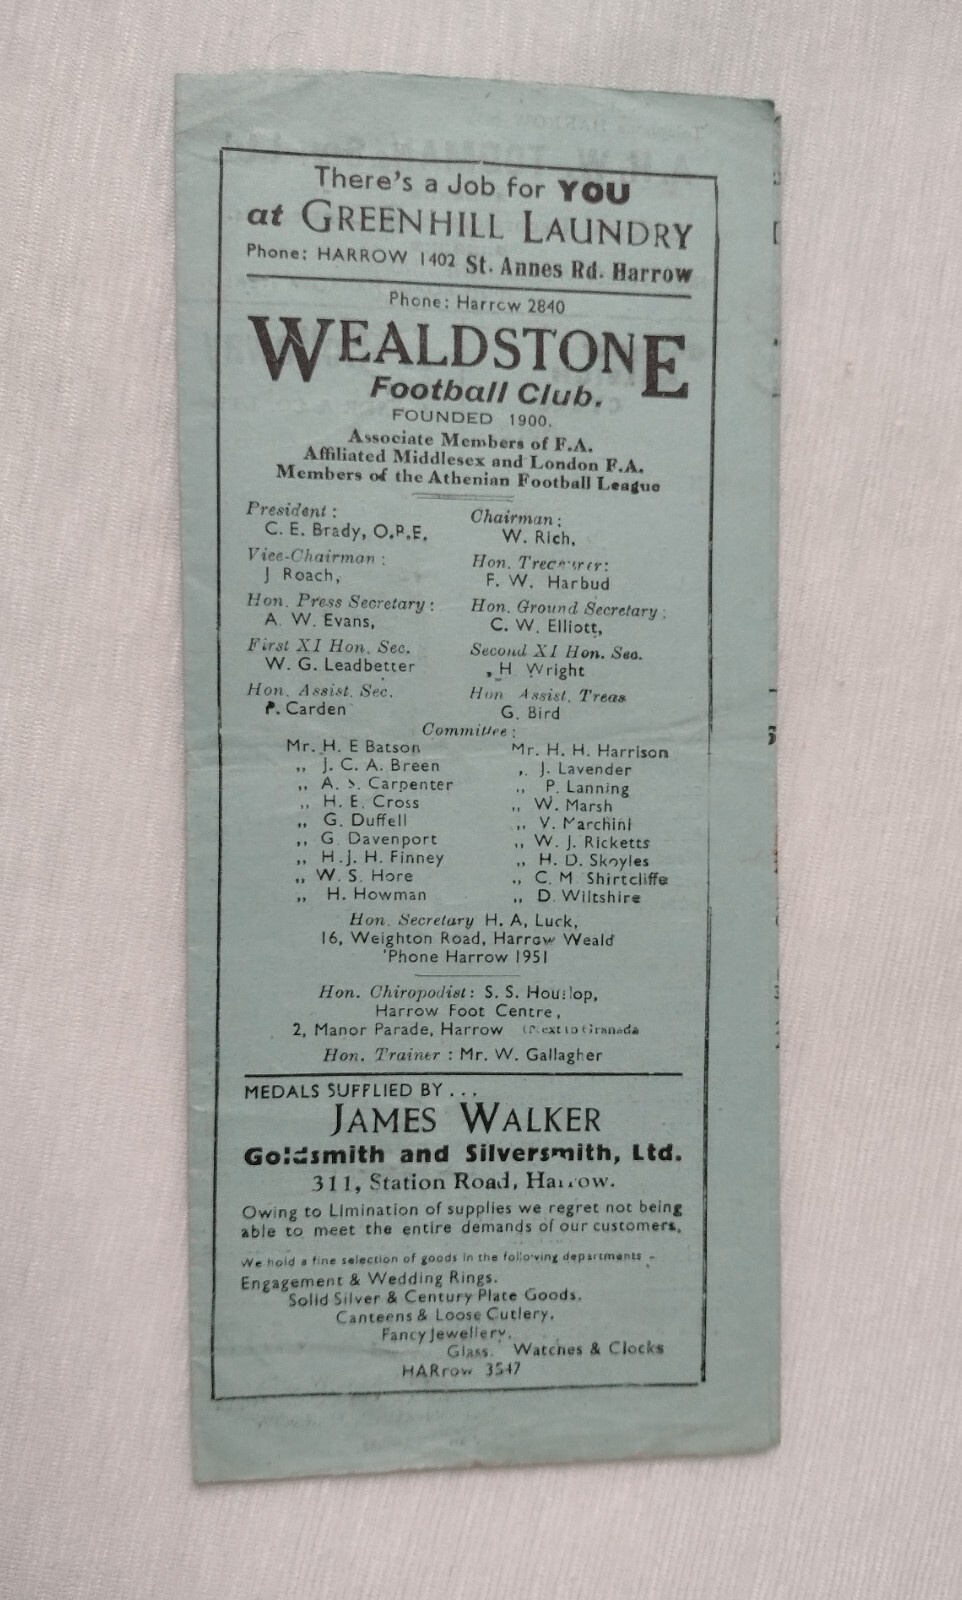 There's a Job for YOU
at GREENHILL LAUNDRY
Phone: HARROW 1402 St. Annes Rd. Harrow
Phone: Harrow 2840
WEALDSTONE
Football Club.
FOUNDED 1900.
Associate Members of F.A.
Affiliated Middlesex and London F.A.
Members of the Athenian Football League
President: Chairman:
C. E. Brady, O.B.E. W. Rich,
Vice-Chairman: Hon. Treasurer:
J Roach, F. W. Harbud
Hon. Press Secretary: Hon. Ground Secretary:
A. W. Evans, C. W. Elliott,
First XI Hon. Sec. Second XI Hon. Sec.
W. G. Leadbetter H Wright
Hon. Assist. Sec. Hon Assist. Treas
P. Carden G. Bird
Committee:
Mr. H. E Batson Mr. H. H. Harrison
„ J. C. A. Breen „ J. Lavender
„ A. S. Carpenter „ P. Lanning
„ H. E. Cross „ W. Marsh
„ G. Duffell „ V. Marchini
„ G. Davenport „ W. J. Ricketts
„ H. J. H. Finney „ H. D. Skoyles
„ W. S. Hore „ C. M. Shirtcliffe
„ H. Howman „ D. Wiltshire
Hon. Secretary H. A, Luck,
16, Weighton Road, Harrow Weald
'Phone Harrow 1951
Hon. Chiropodist: S. S. Houslop,
Harrow Foot Centre,
2, Manor Parade, Harrow (Next to Granada
Hon. Trainer: Mr. W. Gallagher
MEDALS SUPPLIED BY ...
JAMES WALKER
Goldsmith and Silversmith, Ltd.
311, Station Road, Harrow.
Owing to Limination of supplies we regret not being
able to meet the entire demands of our customers.
We hold a fine selection of goods in the following departments -
Engagement & Wedding Rings.
Solid Silver & Century Plate Goods.
Canteens & Loose Cutlery.
Fancy Jewellery.
Glass. Watches & Clocks
HARrow 3547